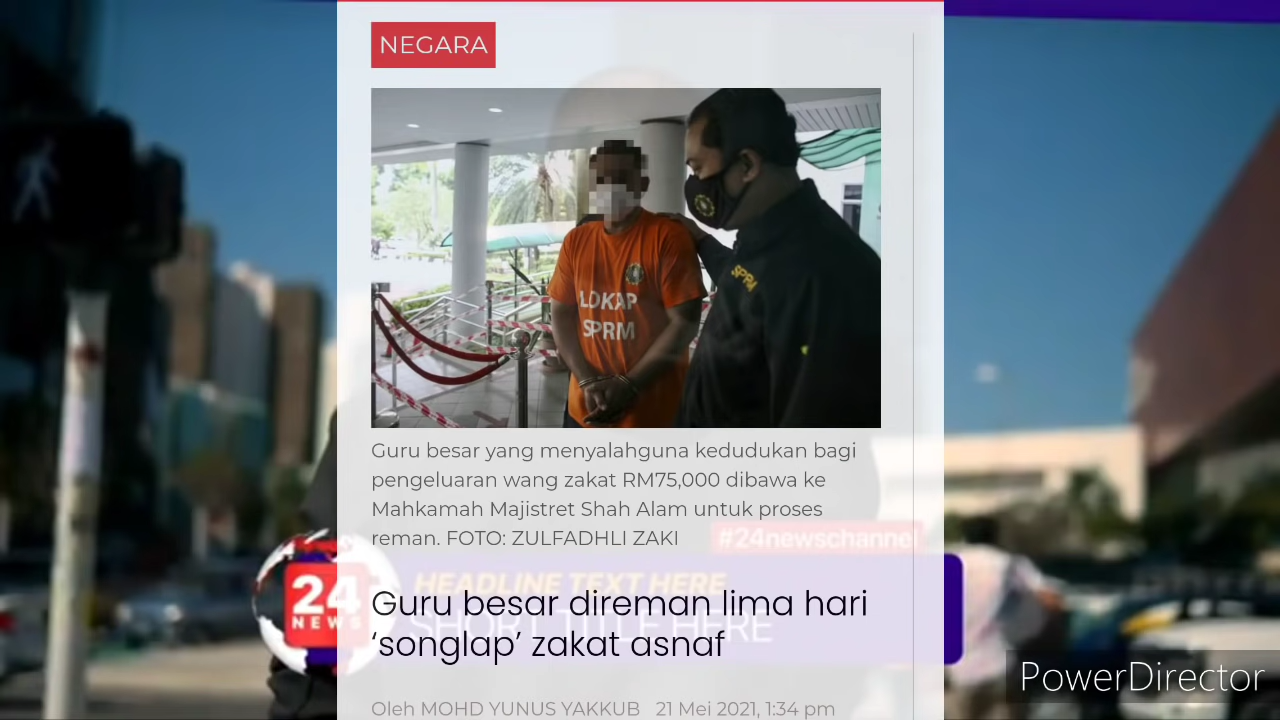 NEGARA
LOKAP
SPRM
SPRM
Guru besar yang menyalahguna kedudukan bagi
pengeluaran wang zakat RM75,000 dibawa ke
Mahkamah Majistret Shah Alam untuk proses
reman. FOTO: ZULFADHLI ZAKI
#24newschannel
24
NEWS
HEADLINE TEXT HERE
SHORT TITLE HERE
Guru besar direman lima hari
‘songlap’ zakat asnaf
Oleh MOHD YUNUS YAKKUB 21 Mei 2021, 1:34 pm
PowerDirector